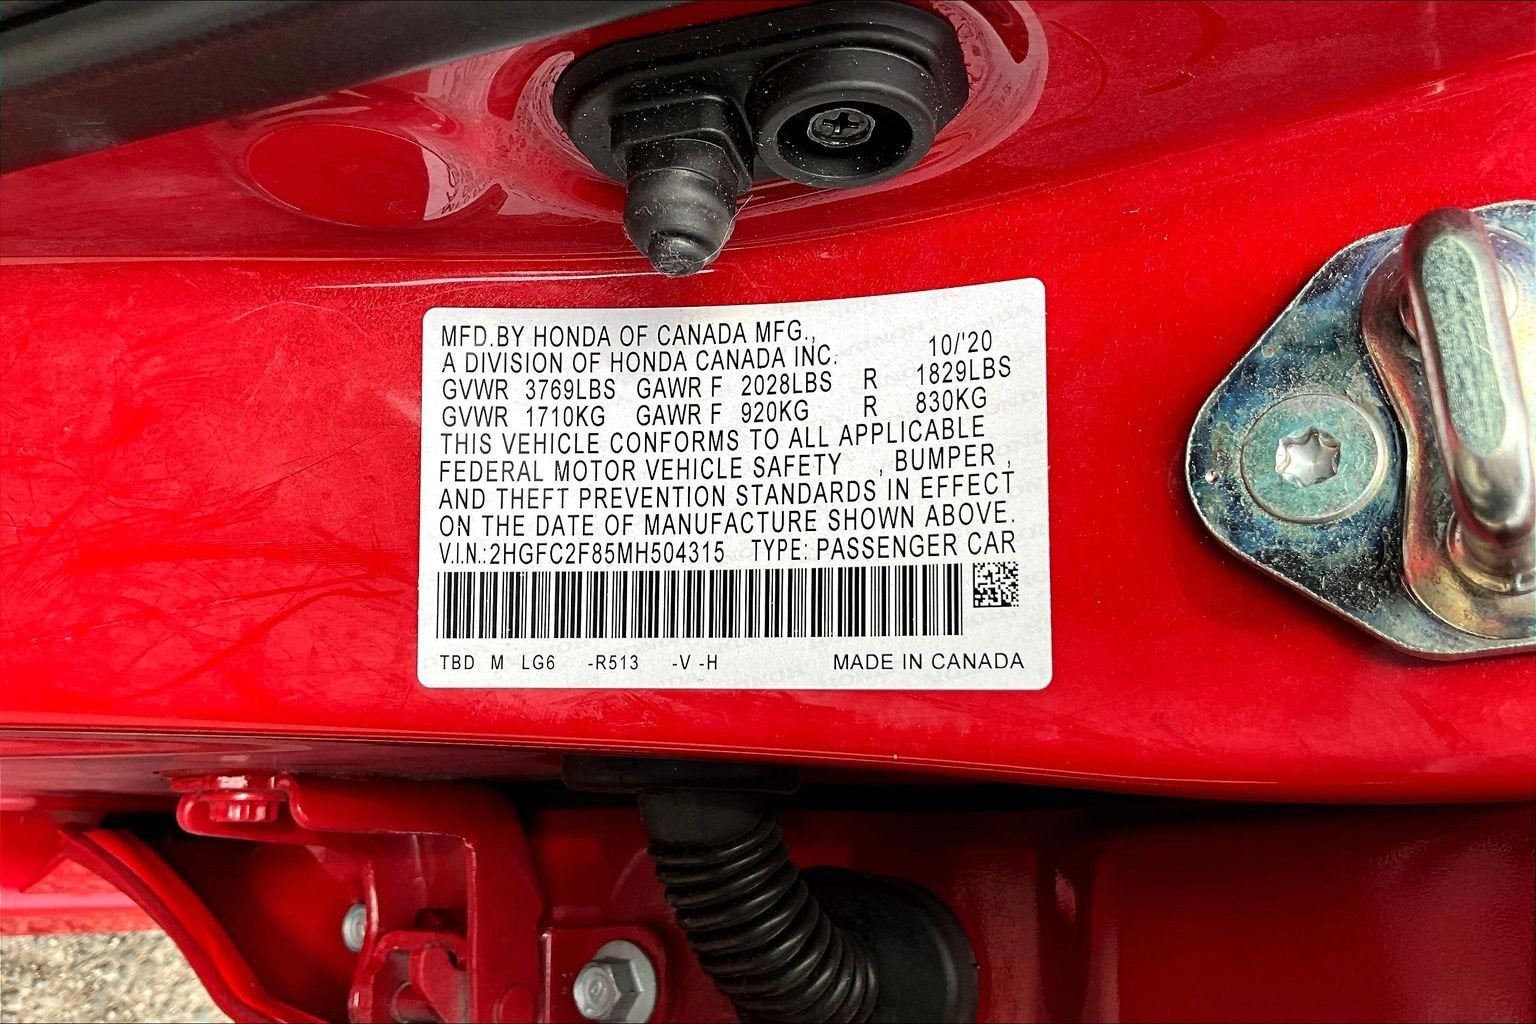 MFD.BY HONDA OF CANADA MFG.,
A DIVISION OF HONDA CANADA INC. 10/'20
GVWR 3769LBS GAWR F 2028LBS R 1829LBS
GVWR 1710KG GAWR F 920KG R 830KG
THIS VEHICLE CONFORMS TO ALL APPLICABLE
FEDERAL MOTOR VEHICLE SAFETY , BUMPER ,
AND THEFT PREVENTION STANDARDS IN EFFECT
ON THE DATE OF MANUFACTURE SHOWN ABOVE.
V.I.N.:2HGFC2F85MH504315 TYPE: PASSENGER CAR
TBD M LG6 -R513 -V -H MADE IN CANADA